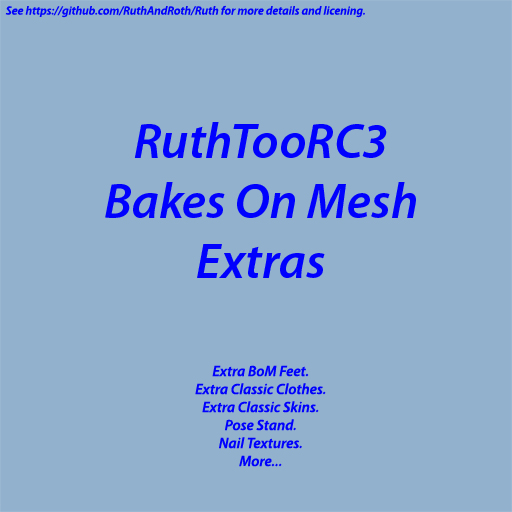 See https://github.com/RuthAndRoth/Ruth for more details and licening.
RuthTooRC3
Bakes On Mesh
Extras
Extra BoM Feet.
Extra Classic Clothes.
Extra Classic Skins.
Pose Stand.
Nail Textures.
More...